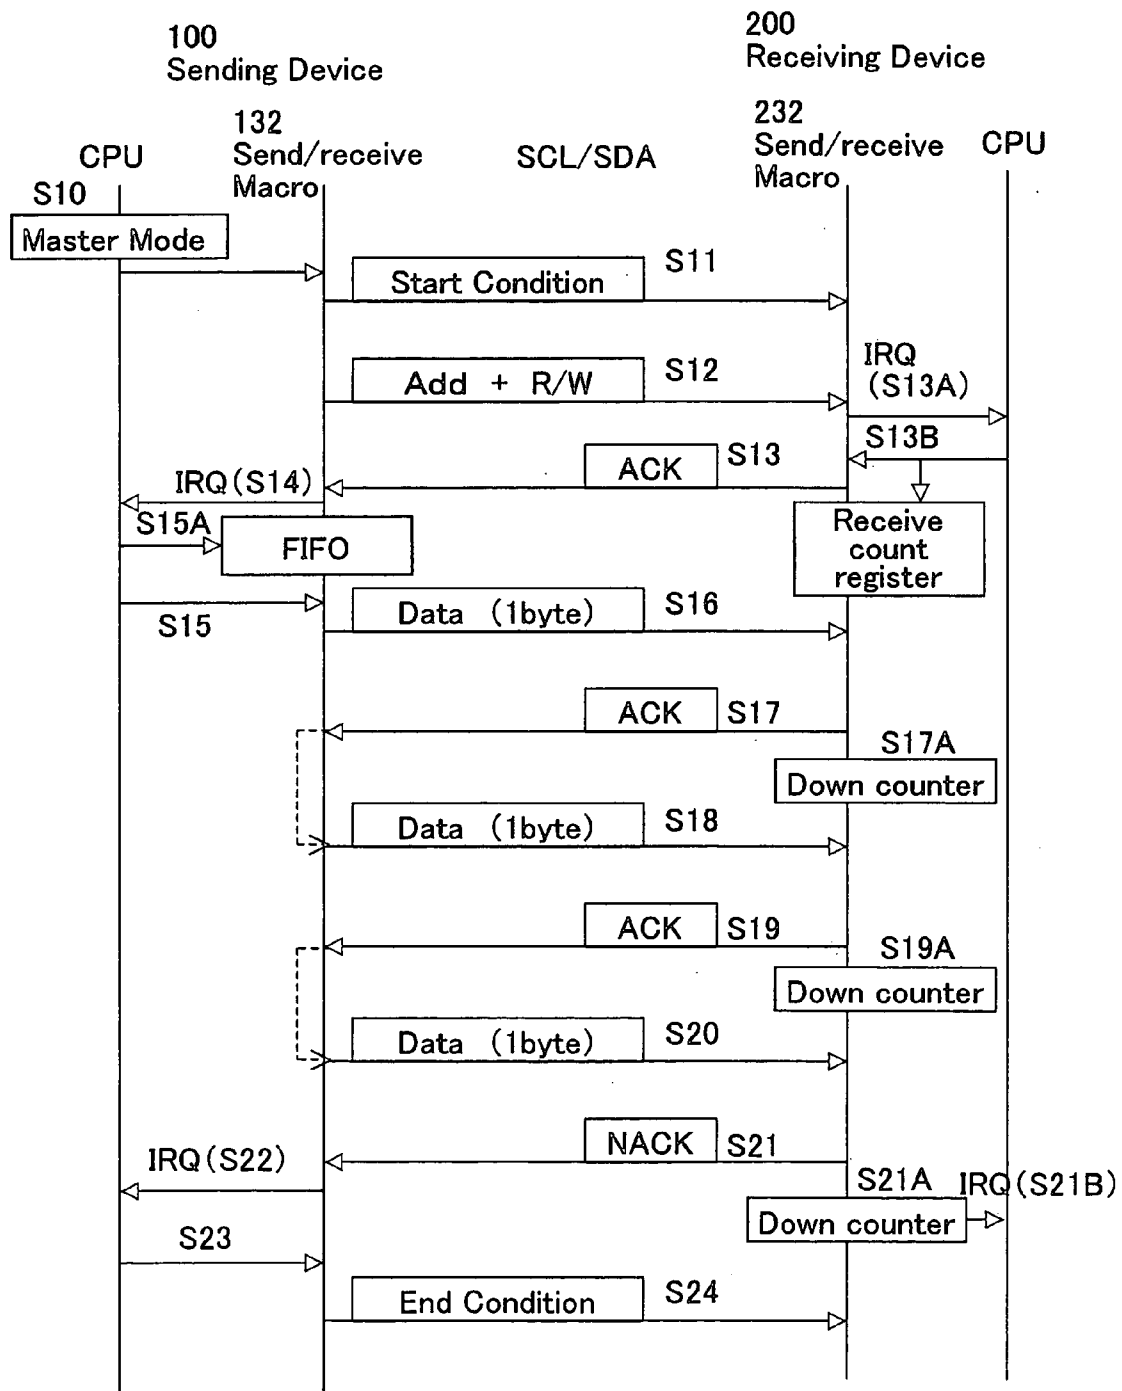 100
Sending Device
200
Receiving Device
CPU
132
Send/receive
Macro
SCL/SDA
232
Send/receive
Macro
CPU
S10
Master Mode
Start Condition
S11
Add + R/W
S12
IRQ
(S13A)
S13B
ACK
S13
IRQ(S14)
S15A
FIFO
Receive
count
register
S15
Data (1byte)
S16
ACK
S17
S17A
Down counter
Data (1byte)
S18
ACK
S19
S19A
Down counter
Data (1byte)
S20
NACK
S21
IRQ(S22)
S21A
IRQ(S21B)
Down counter
S23
End Condition
S24